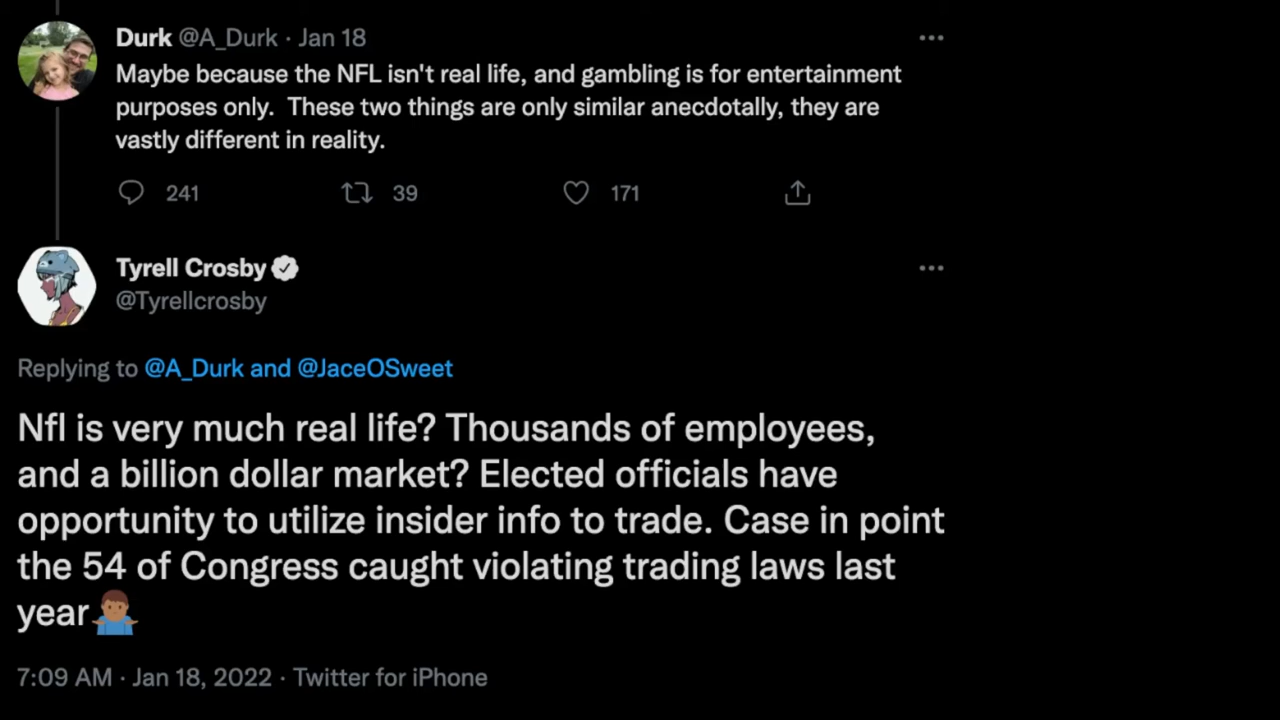 Durk @A_Durk · Jan 18
Maybe because the NFL isn't real life, and gambling is for entertainment
purposes only.  These two things are only similar anecdotally, they are
vastly different in reality.
241 39 171
Tyrell Crosby
@Tyrellcrosby
Replying to @A_Durk and @JaceOSweet
Nfl is very much real life? Thousands of employees,
and a billion dollar market? Elected officials have
opportunity to utilize insider info to trade. Case in point
the 54 of Congress caught violating trading laws last
year🤷🏾‍♂️
7:09 AM · Jan 18, 2022 · Twitter for iPhone